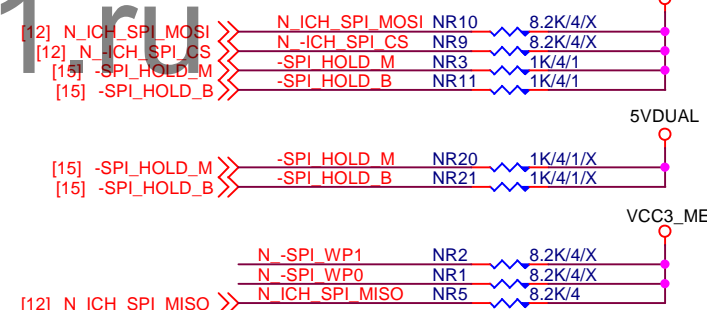 1.ru
[12] N_ICH_SPI_MOSI N_ICH_SPI_MOSI NR10 8.2K/4/X
[12] N_-ICH_SPI_CS N_-ICH_SPI_CS NR9 8.2K/4/X
[15] -SPI_HOLD_M -SPI_HOLD_M NR3 1K/4/1
[15] -SPI_HOLD_B -SPI_HOLD_B NR11 1K/4/1
5VDUAL
[15] -SPI_HOLD_M -SPI_HOLD_M NR20 1K/4/1/X
[15] -SPI_HOLD_B -SPI_HOLD_B NR21 1K/4/1/X
VCC3_ME
N_-SPI_WP1 NR2 8.2K/4/X
N_-SPI_WP0 NR1 8.2K/4/X
[12] N_ICH_SPI_MISO N_ICH_SPI_MISO NR5 8.2K/4